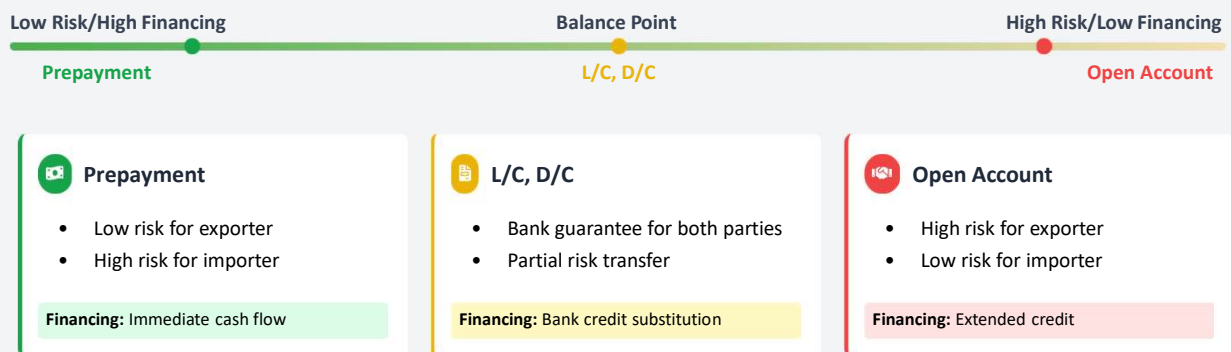 Low Risk/High Financing
Balance Point
High Risk/Low Financing
Prepayment
L/C, D/C
Open Account
Prepayment
• Low risk for exporter
• High risk for importer
Financing: Immediate cash flow
L/C, D/C
• Bank guarantee for both parties
• Partial risk transfer
Financing: Bank credit substitution
Open Account
• High risk for exporter
• Low risk for importer
Financing: Extended credit